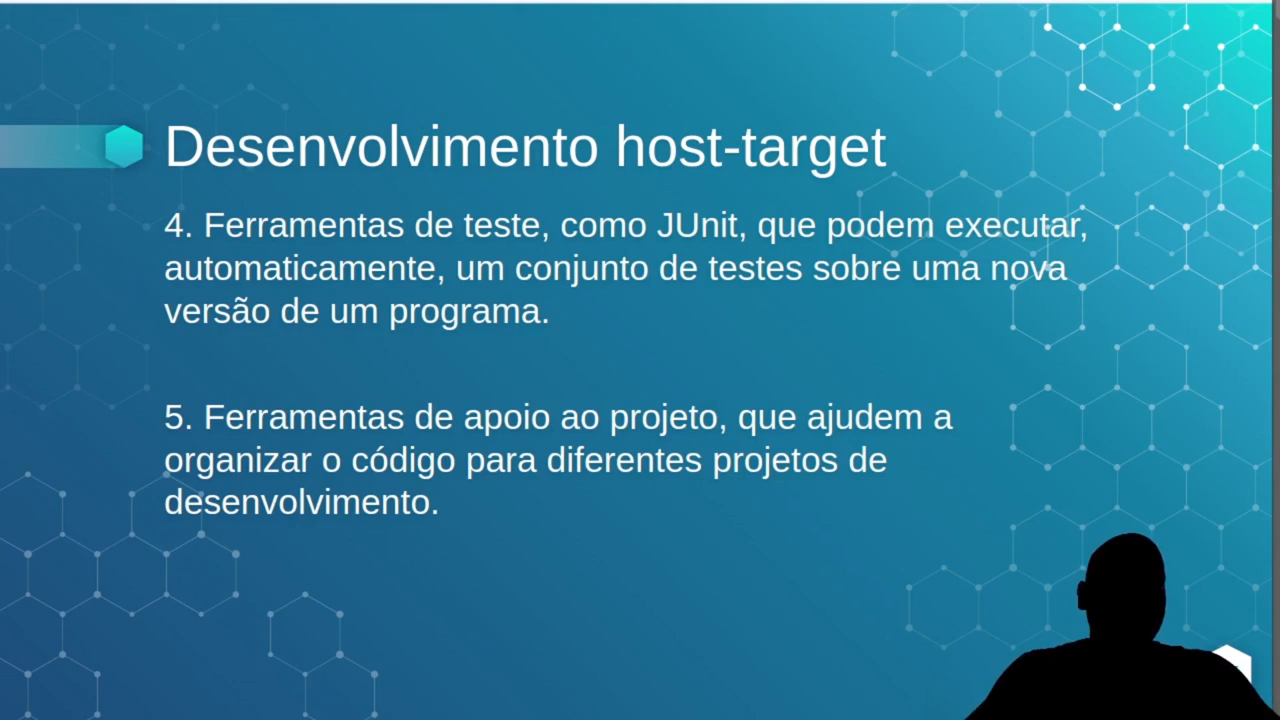 Desenvolvimento host-target
4. Ferramentas de teste, como JUnit, que podem executar,
automaticamente, um conjunto de testes sobre uma nova
versão de um programa.
5. Ferramentas de apoio ao projeto, que ajudem a
organizar o código para diferentes projetos de
desenvolvimento.